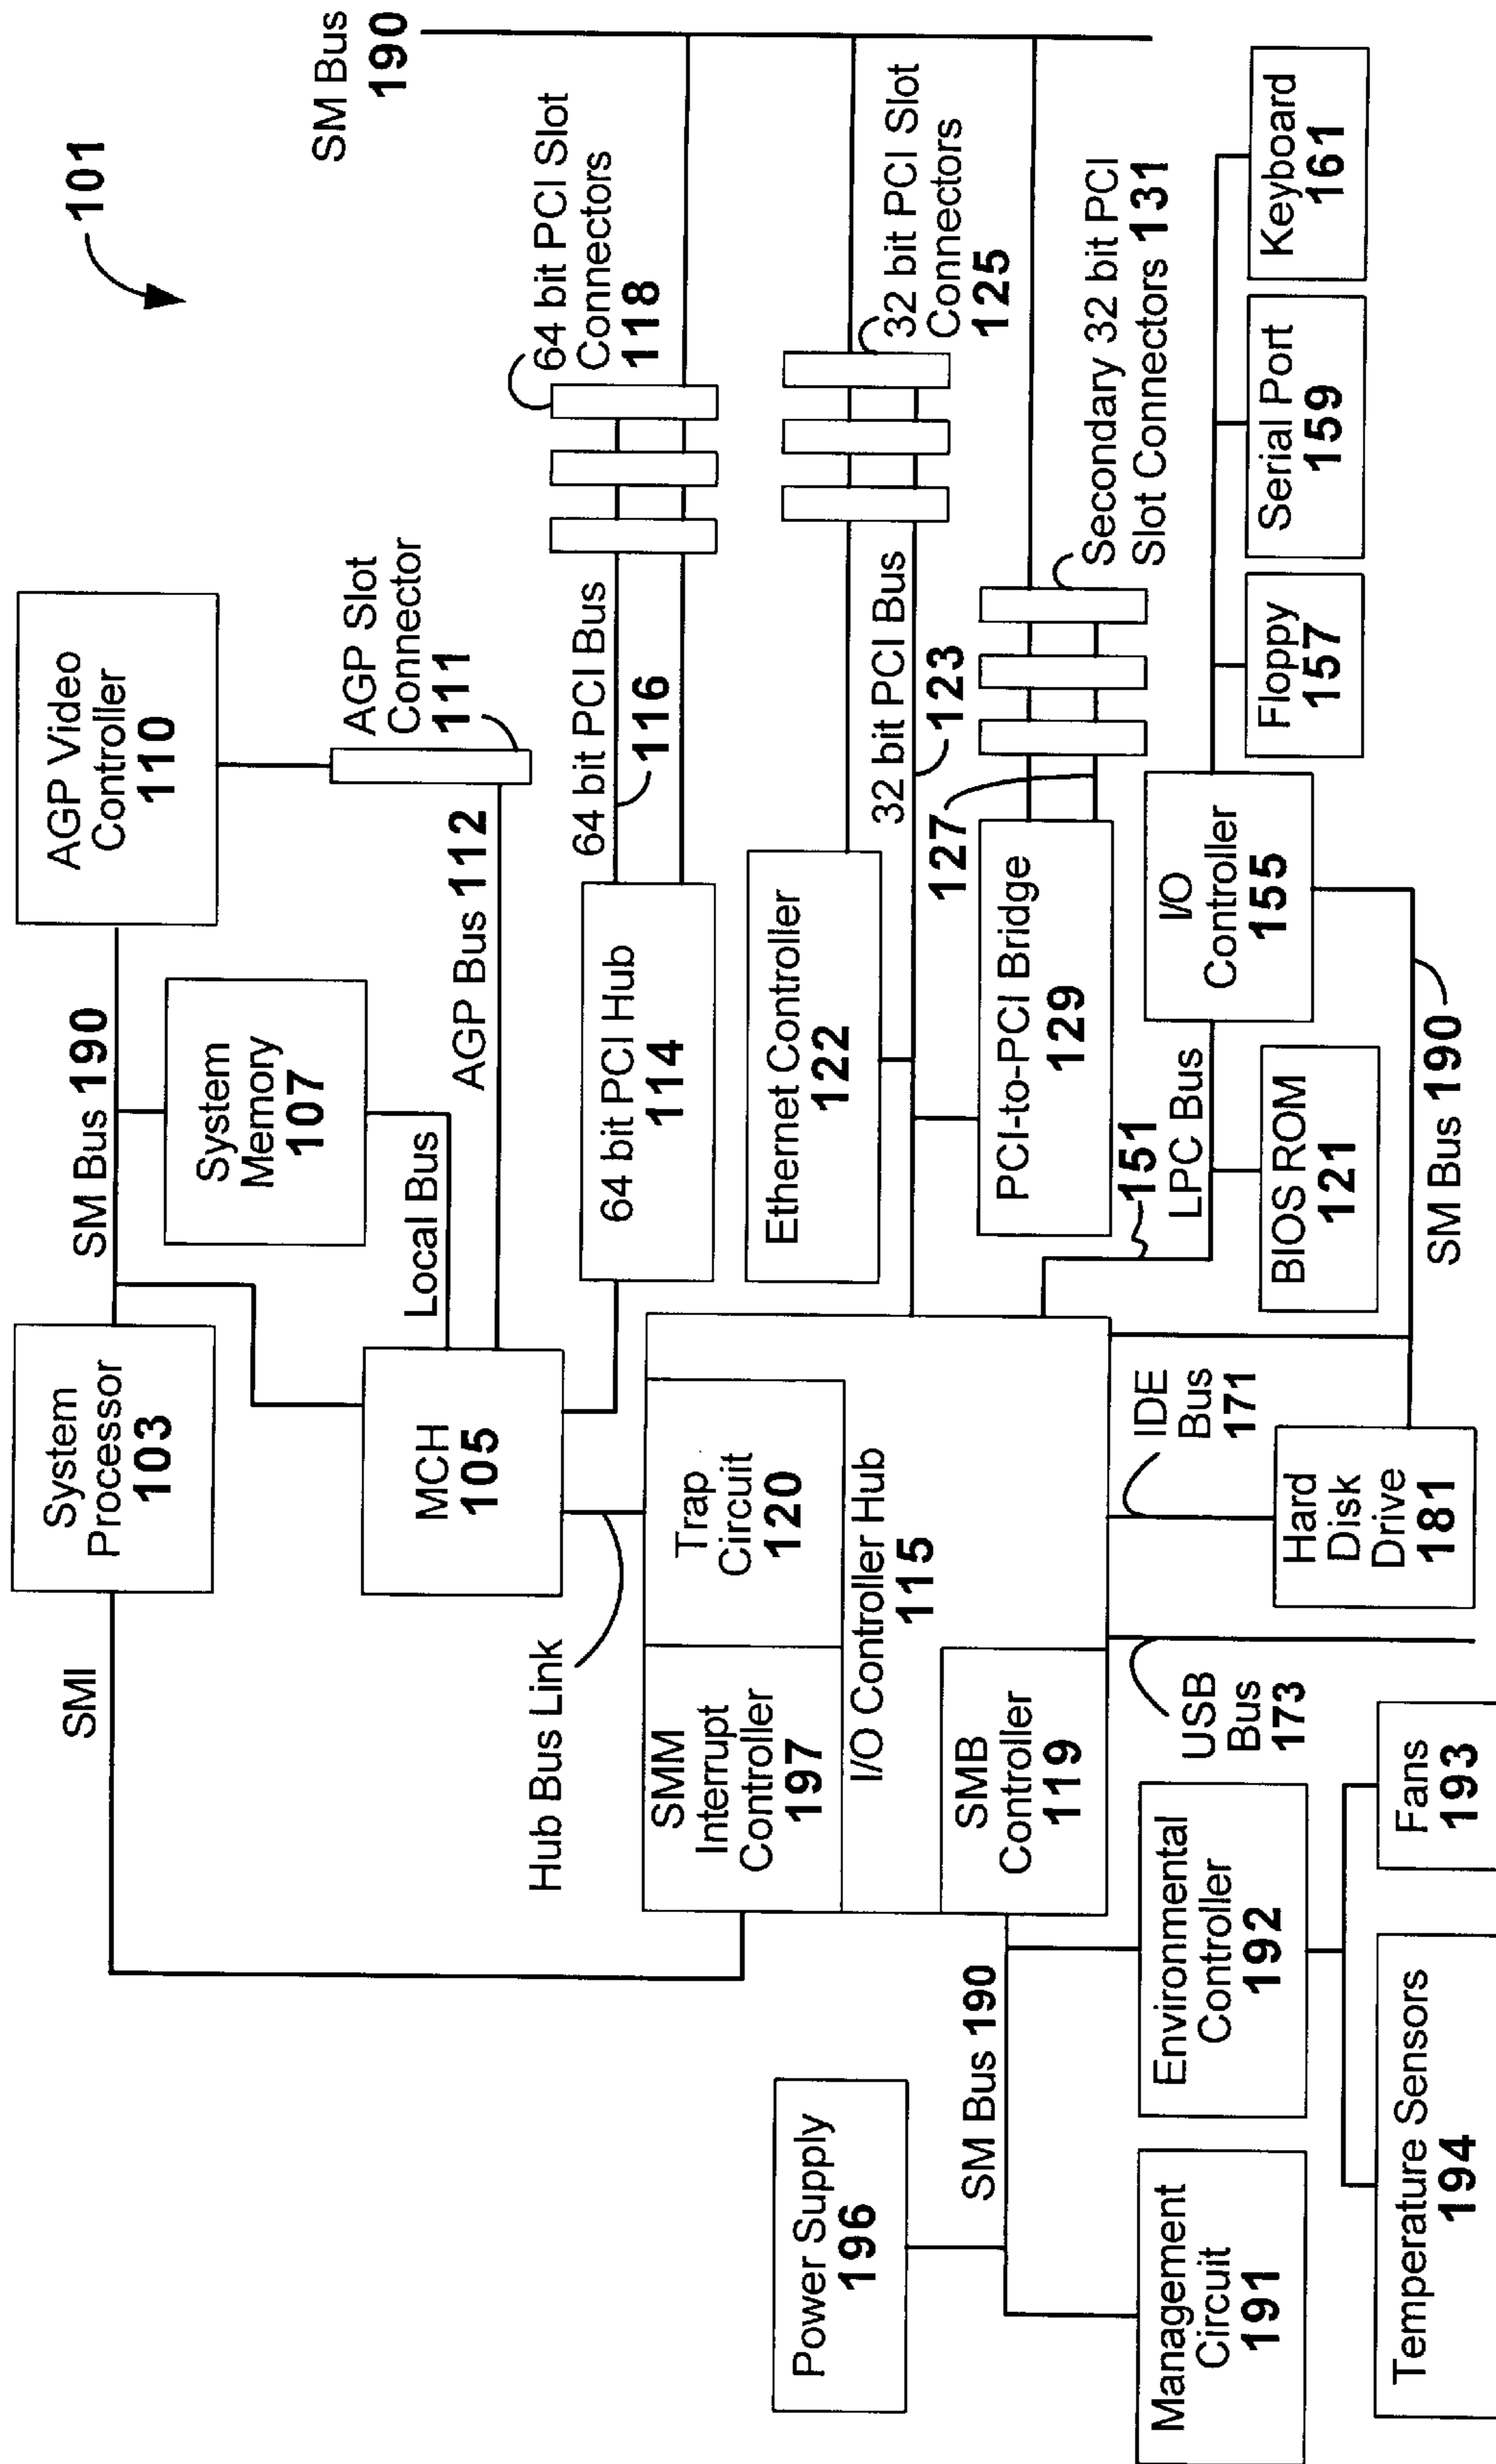 101
SM Bus
190
AGP Video
Controller
110
AGP Slot
Connector
111
SM Bus 190
System
Memory
107
Local Bus
AGP Bus 112
System
Processor
103
SMI
MCH
105
Hub Bus Link
64 bit PCI Slot
Connectors
118
64 bit PCI Bus
116
64 bit PCI Hub
114
32 bit PCI Slot
Connectors
125
32 bit PCI Bus
123
Ethernet Controller
122
Secondary 32 bit PCI
Slot Connectors 131
127
PCI-to-PCI Bridge
129
SMM
Interrupt
Controller
197
Trap
Circuit
120
I/O Controller Hub
115
SMB
Controller
119
151
LPC Bus
I/O
Controller
155
BIOS ROM
121
Floppy
157
Serial Port
159
Keyboard
161
SM Bus 190
IDE
Bus
171
Hard
Disk
Drive
181
USB
Bus
173
Power Supply
196
SM Bus 190
Management
Circuit
191
Environmental
Controller
192
Fans
193
Temperature Sensors
194